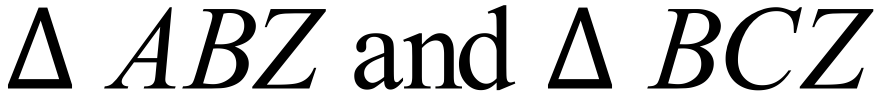 Δ ABZ and Δ BCZ